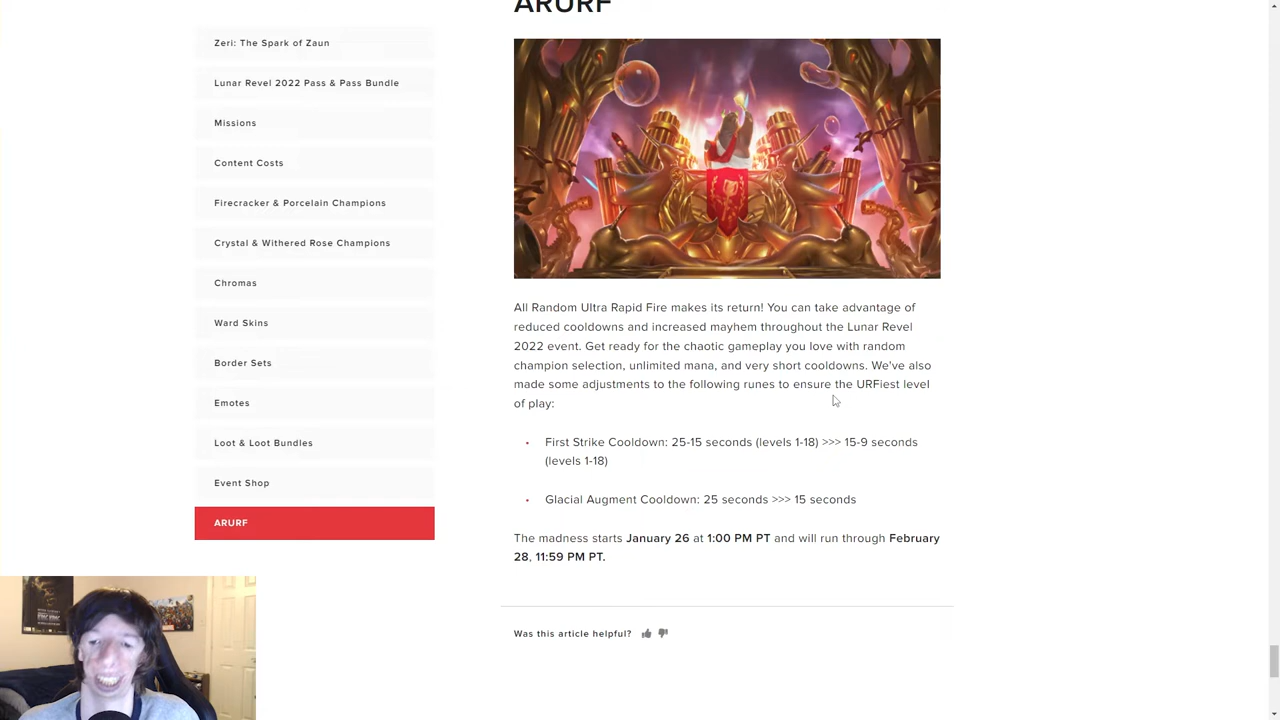 ARURF
Zeri: The Spark of Zaun
Lunar Revel 2022 Pass & Pass Bundle
Missions
Content Costs
Firecracker & Porcelain Champions
Crystal & Withered Rose Champions
Chromas
Ward Skins
Border Sets
Emotes
Loot & Loot Bundles
Event Shop
ARURF
All Random Ultra Rapid Fire makes its return! You can take advantage of
reduced cooldowns and increased mayhem throughout the Lunar Revel
2022 event. Get ready for the chaotic gameplay you love with random
champion selection, unlimited mana, and very short cooldowns. We've also
made some adjustments to the following runes to ensure the URFiest level
of play:
• First Strike Cooldown: 25-15 seconds (levels 1-18) >>> 15-9 seconds
(levels 1-18)
• Glacial Augment Cooldown: 25 seconds >>> 15 seconds
The madness starts January 26 at 1:00 PM PT and will run through February
28, 11:59 PM PT.
Was this article helpful?